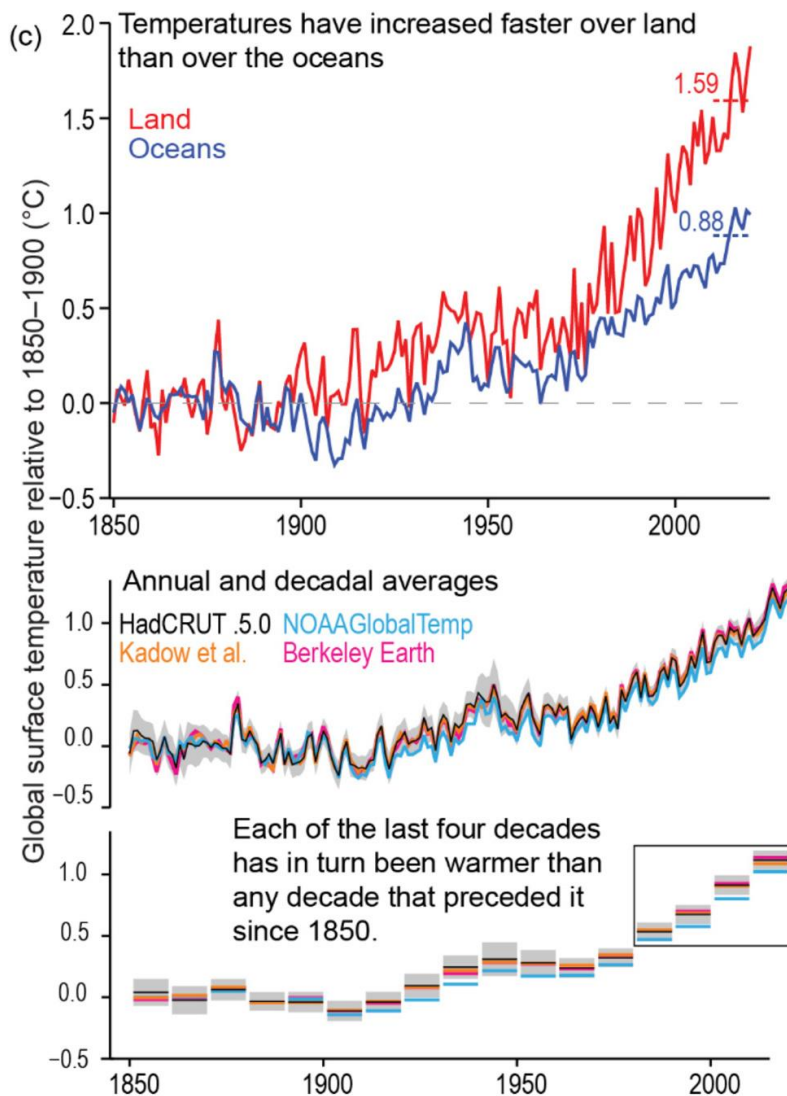 (c)
Temperatures have increased faster over land
than over the oceans
Land
Oceans
Global surface temperature relative to 1850–1900 (°C)
2.0
1.5
1.0
0.5
0.0
−0.5
1.59
0.88
1850 1900 1950 2000
Annual and decadal averages
HadCRUT .5.0 NOAAGlobalTemp
Kadow et al. Berkeley Earth
1.0
0.5
0.0
−0.5
Each of the last four decades
has in turn been warmer than
any decade that preceded it
since 1850.
1.0
0.5
0.0
−0.5
1850 1900 1950 2000